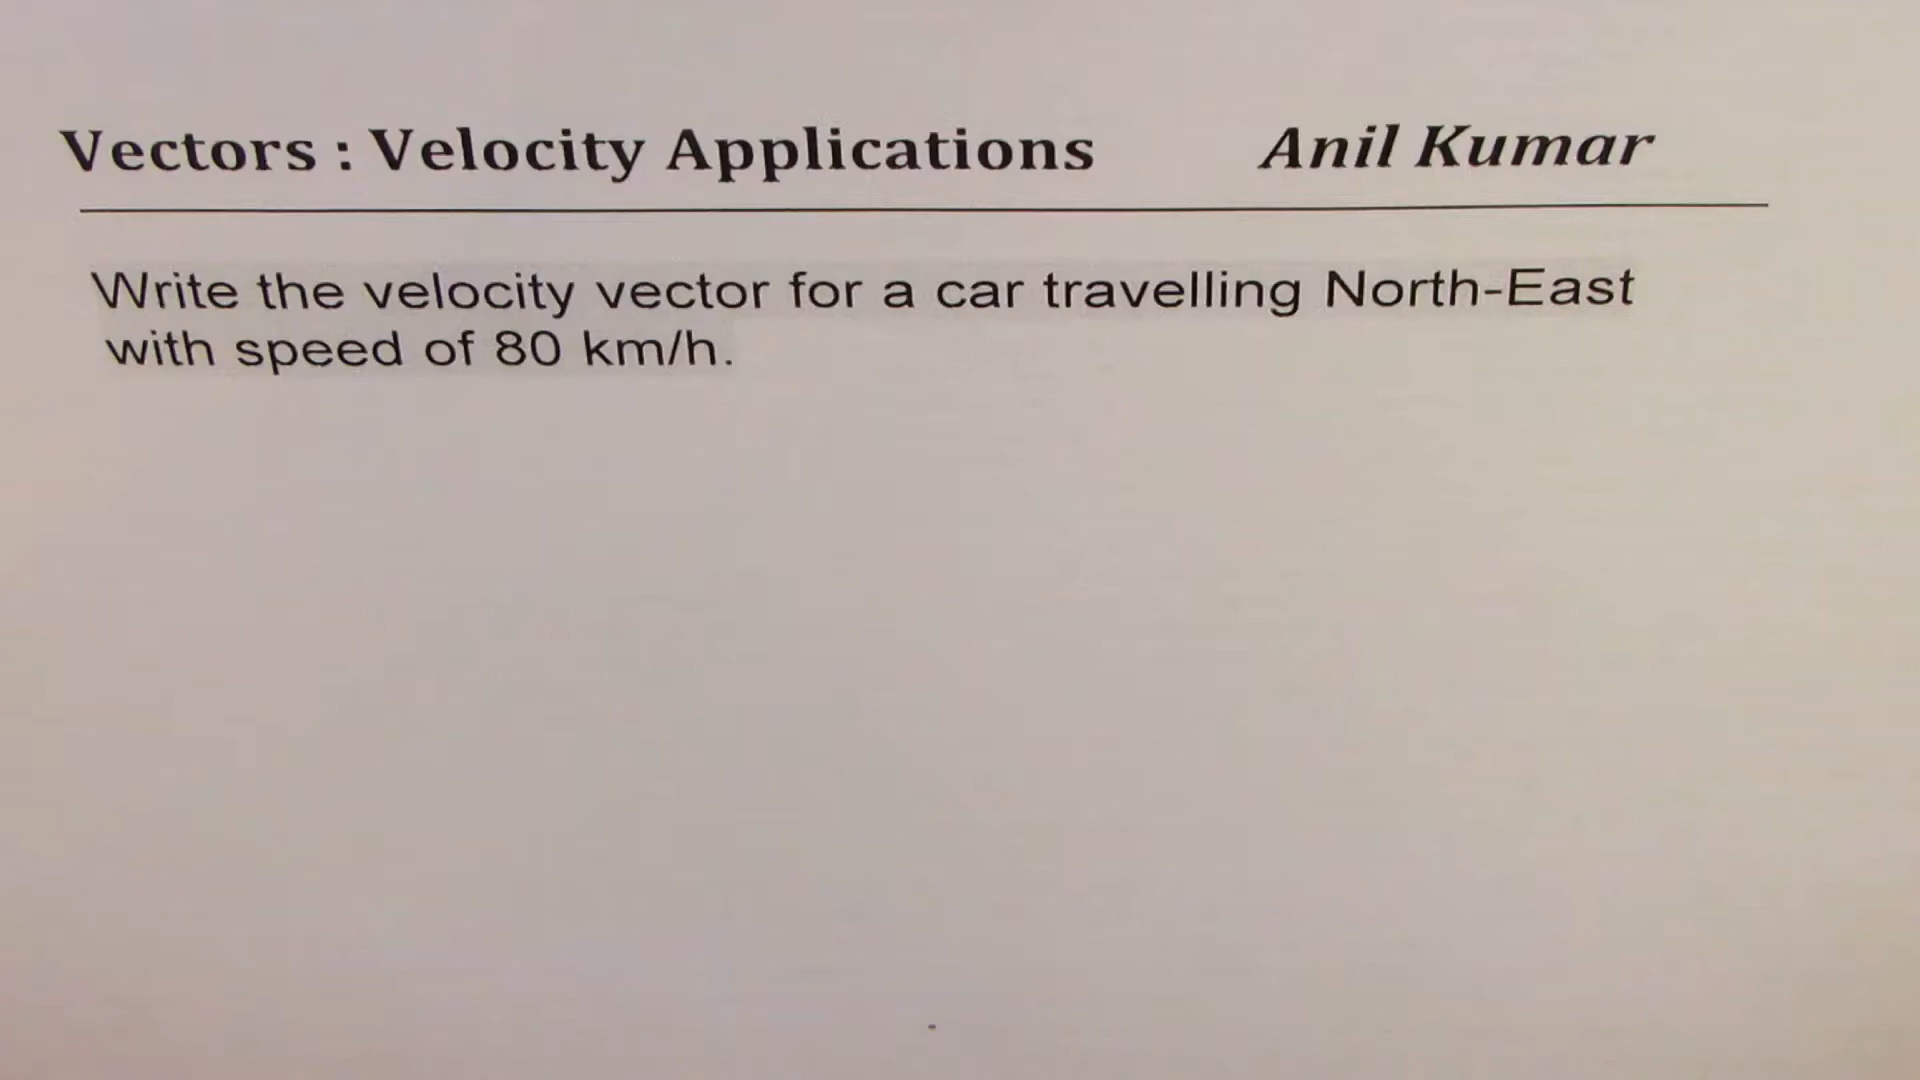 Vectors : Velocity Applications Anil Kumar
Write the velocity vector for a car travelling North-East
with speed of 80 km/h.